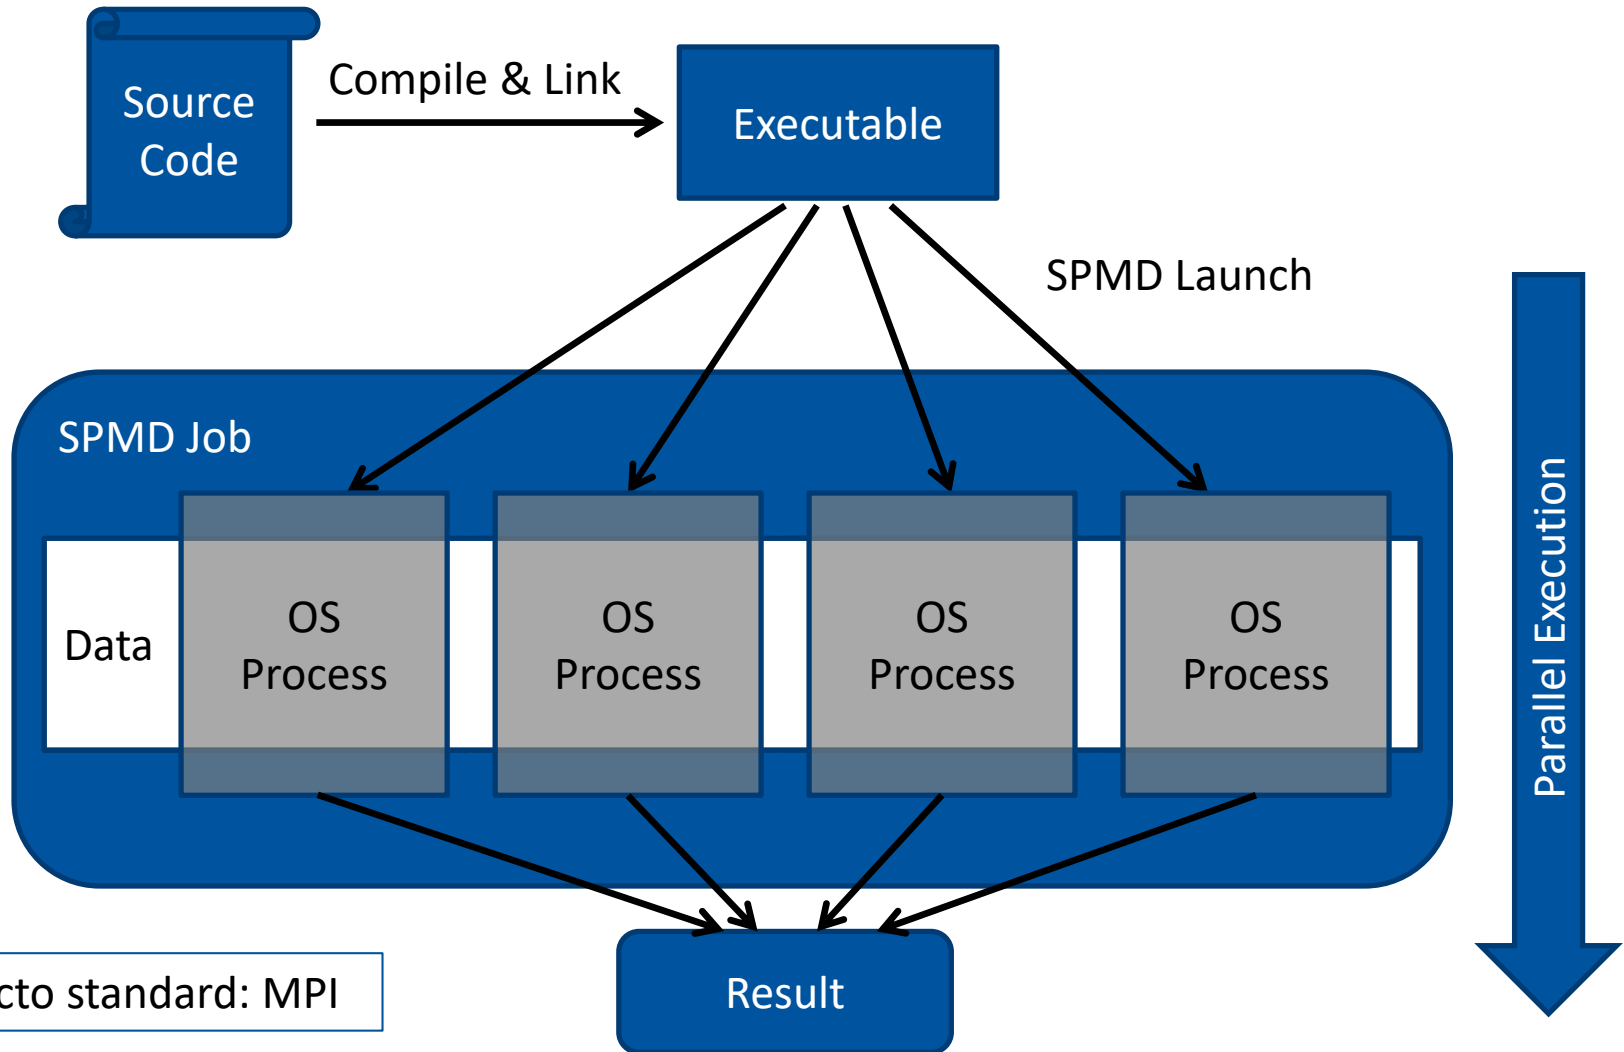 Source
Code
Compile & Link
Executable
SPMD Launch
SPMD Job
Data
OS
Process
OS
Process
OS
Process
OS
Process
Parallel Execution
standard: MPI
Result